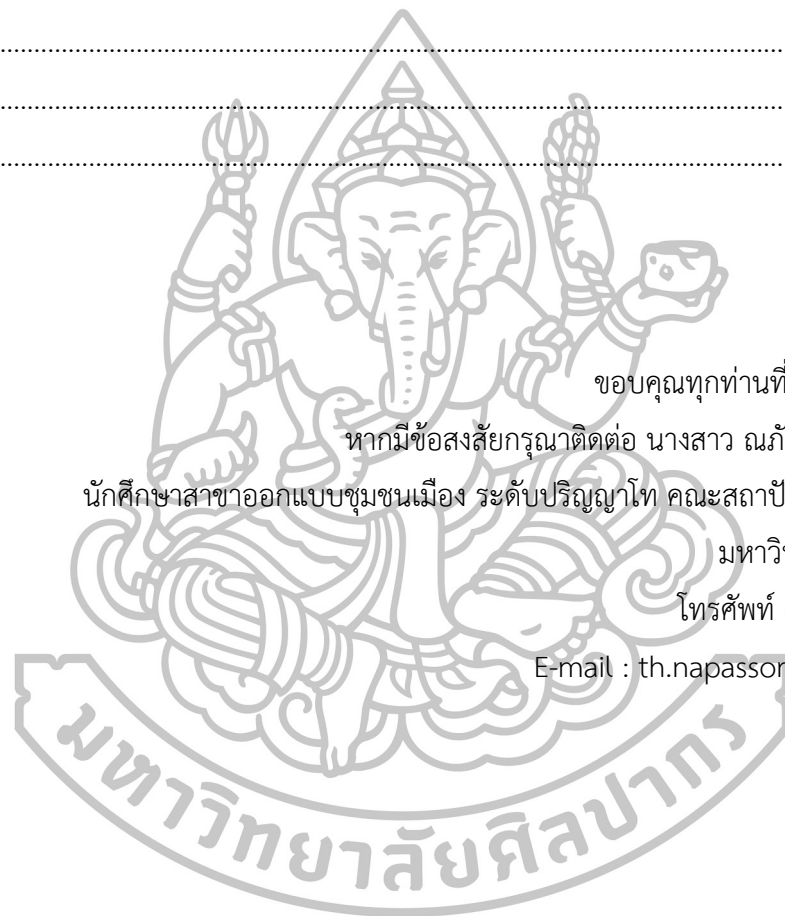 ................................................................................................................
................................................................................................................
................................................................................................................
ขอบคุณทุกท่านที่
หากมีข้อสงสัยกรุณาติดต่อ นางสาว ณภั
นักศึกษาสาขาออกแบบชุมชนเมือง ระดับปริญญาโท คณะสถาปั
มหาวิท
โทรศัพท์
E-mail : th.napasson
มหาวิทยาลัยศิลปากร